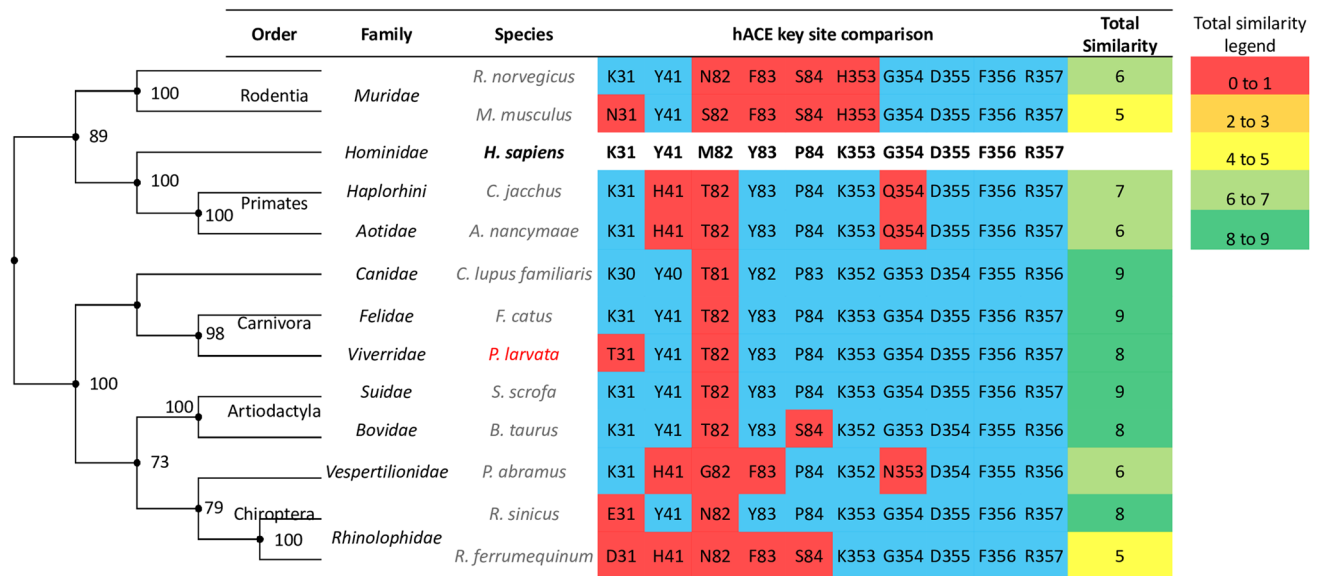 Order Family Species hACE key site comparison Total Similarity
Total similarity legend
0 to 1
2 to 3
4 to 5
6 to 7
8 to 9
R. norvegicus K31 Y41 N82 F83 S84 H353 G354 D355 F356 R357 6
100 Rodentia Muridae
M. musculus N31 Y41 S82 F83 S84 H353 G354 D355 F356 R357 5
89
Hominidae H. sapiens K31 Y41 M82 Y83 P84 K353 G354 D355 F356 R357
100
Haplorhini C. jacchus K31 H41 T82 Y83 P84 K353 Q354 D355 F356 R357 7
100 Primates
Aotidae A. nancymaae K31 H41 T82 Y83 P84 K353 Q354 D355 F356 R357 6
Canidae C. lupus familiaris K30 Y40 T81 Y82 P83 K352 G353 D354 F355 R356 9
Felidae F. catus K31 Y41 T82 Y83 P84 K353 G354 D355 F356 R357 9
98 Carnivora
Viverridae P. larvata T31 Y41 T82 Y83 P84 K353 G354 D355 F356 R357 8
100
Suidae S. scrofa K31 Y41 T82 Y83 P84 K353 G354 D355 F356 R357 9
100 Artiodactyla
Bovidae B. taurus K31 Y41 T82 Y83 S84 K352 G353 D354 F355 R356 8
73
Vespertilionidae P. abramus K31 H41 G82 F83 P84 K352 N353 D354 F355 R356 6
79 Chiroptera
R. sinicus E31 Y41 N82 Y83 P84 K353 G354 D355 F356 R357 8
100 Rhinolophidae
R. ferrumequinum D31 H41 N82 F83 S84 K353 G354 D355 F356 R357 5